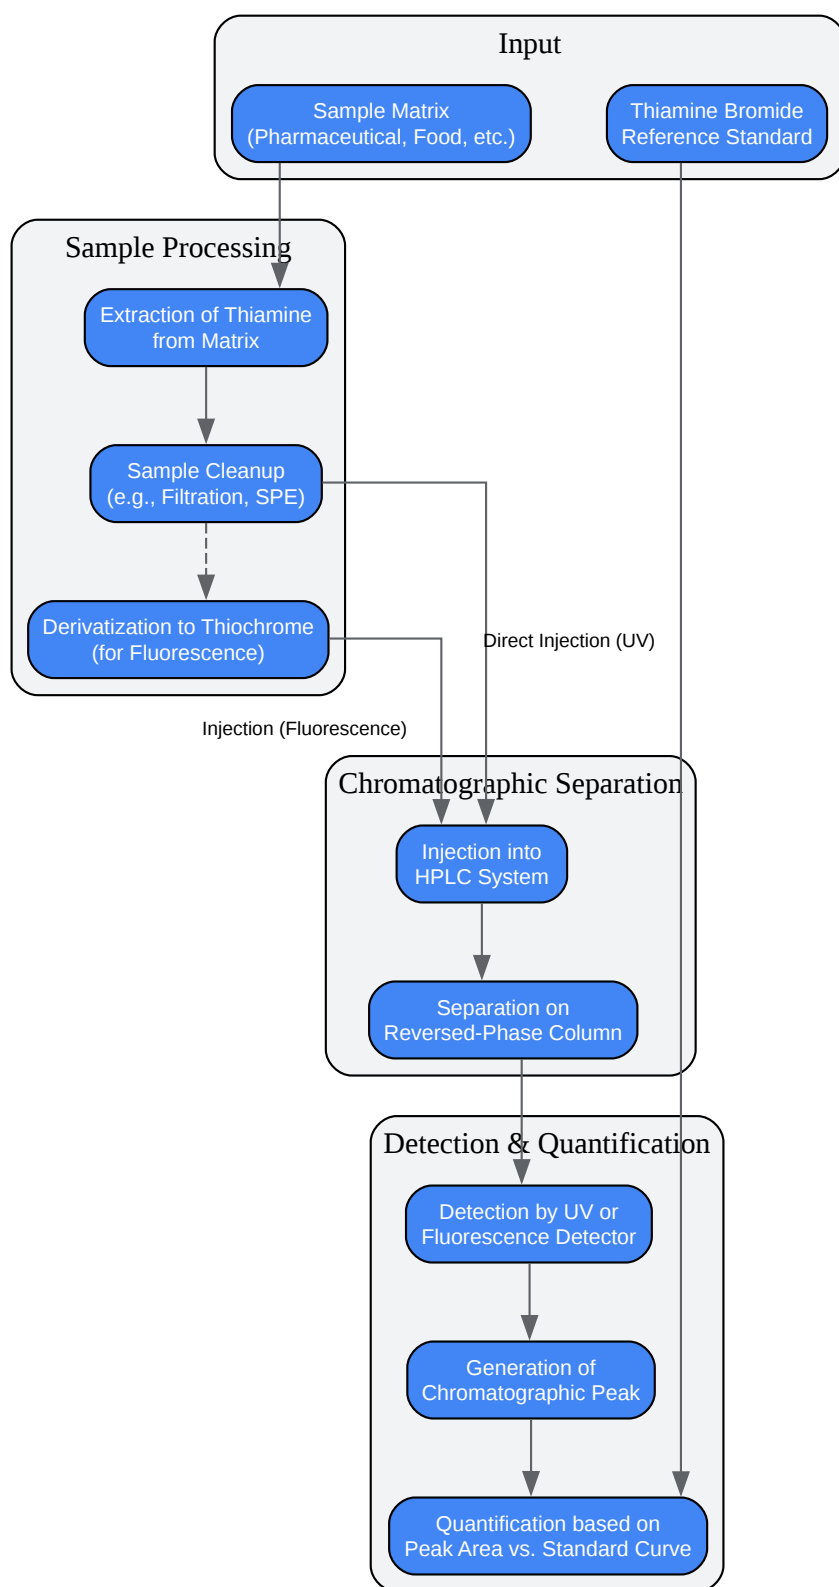 Input
Sample Matrix
(Pharmaceutical, Food, etc.)
Thiamine Bromide
Reference Standard
Sample Processing
Extraction of Thiamine
from Matrix
Sample Cleanup
(e.g., Filtration, SPE)
Derivatization to Thiochrome
(for Fluorescence)
Direct Injection (UV)
Injection (Fluorescence)
Chromatographic Separation
Injection into
HPLC System
Separation on
Reversed-Phase Column
Detection & Quantification
Detection by UV or
Fluorescence Detector
Generation of
Chromatographic Peak
Quantification based on
Peak Area vs. Standard Curve